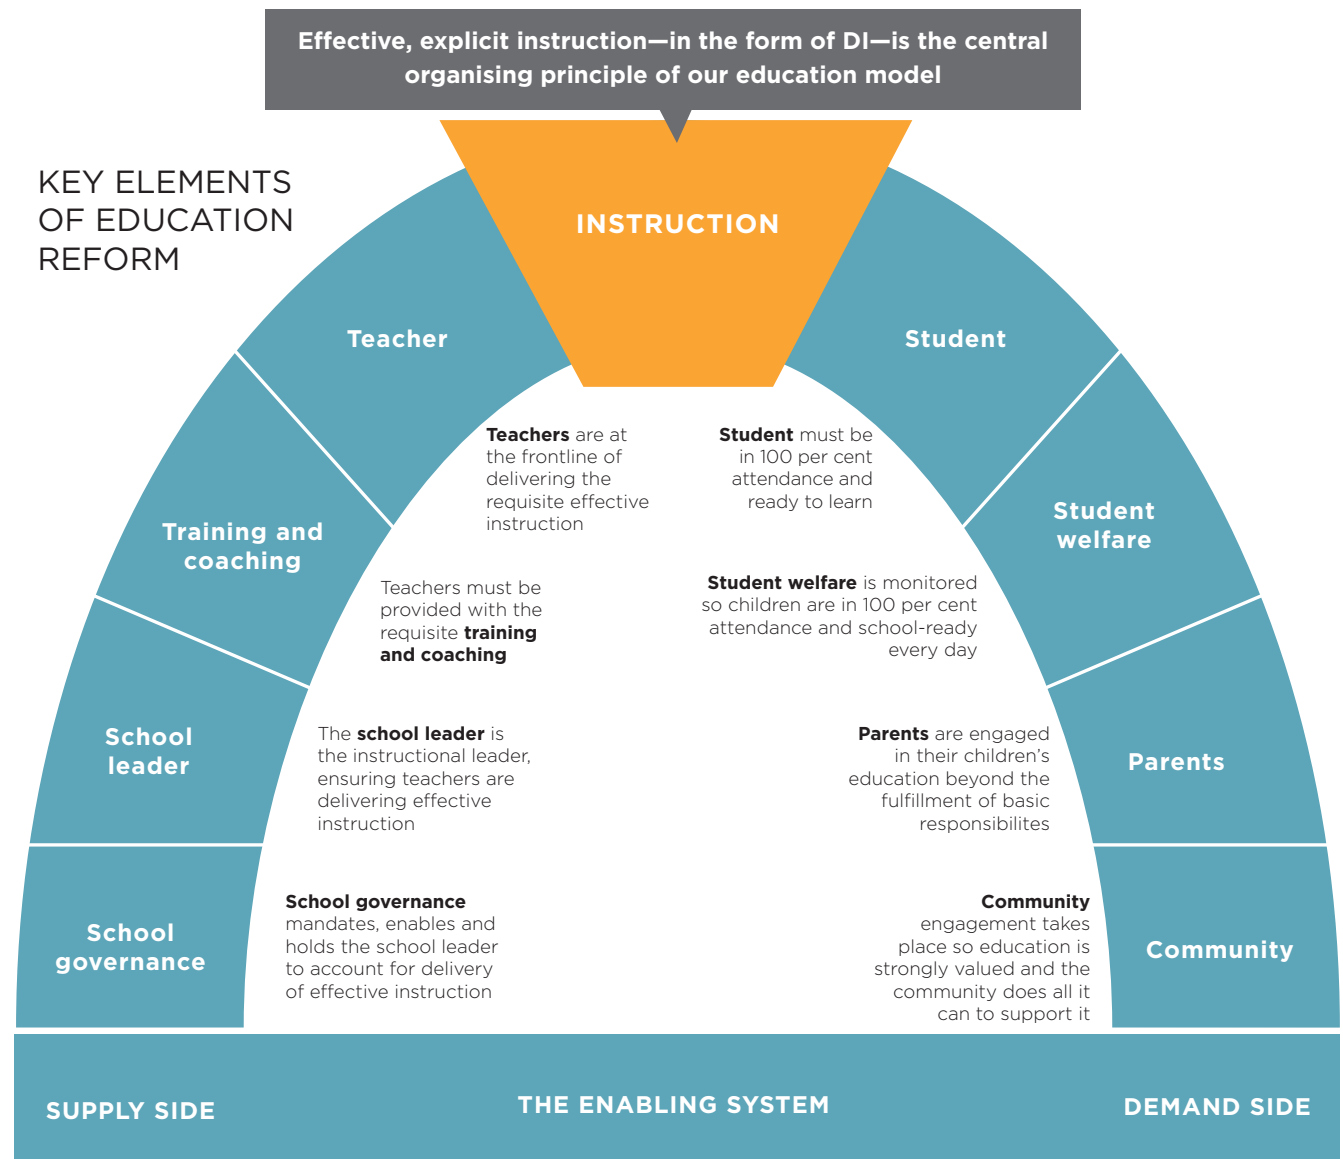 Effective, explicit instruction—in the form of DI—is the central
organising principle of our education model
KEY ELEMENTS
OF EDUCATION
REFORM
INSTRUCTION
Teacher
Training and
coaching
School
leader
School
governance
Student
Student
welfare
Parents
Community
Teachers are at
the frontline of
delivering the
requisite effective
instruction
Teachers must be
provided with the
requisite training
and coaching
The school leader is
the instructional leader,
ensuring teachers are
delivering effective
instruction
School governance
mandates, enables and
holds the school leader
to account for delivery
of effective instruction
Student must be
in 100 per cent
attendance and
ready to learn
Student welfare is monitored
so children are in 100 per cent
attendance and school-ready
every day
Parents are engaged
in their children’s
education beyond the
fulfillment of basic
responsibilites
Community
engagement takes
place so education is
strongly valued and the
community does all it
can to support it
SUPPLY SIDE
THE ENABLING SYSTEM
DEMAND SIDE